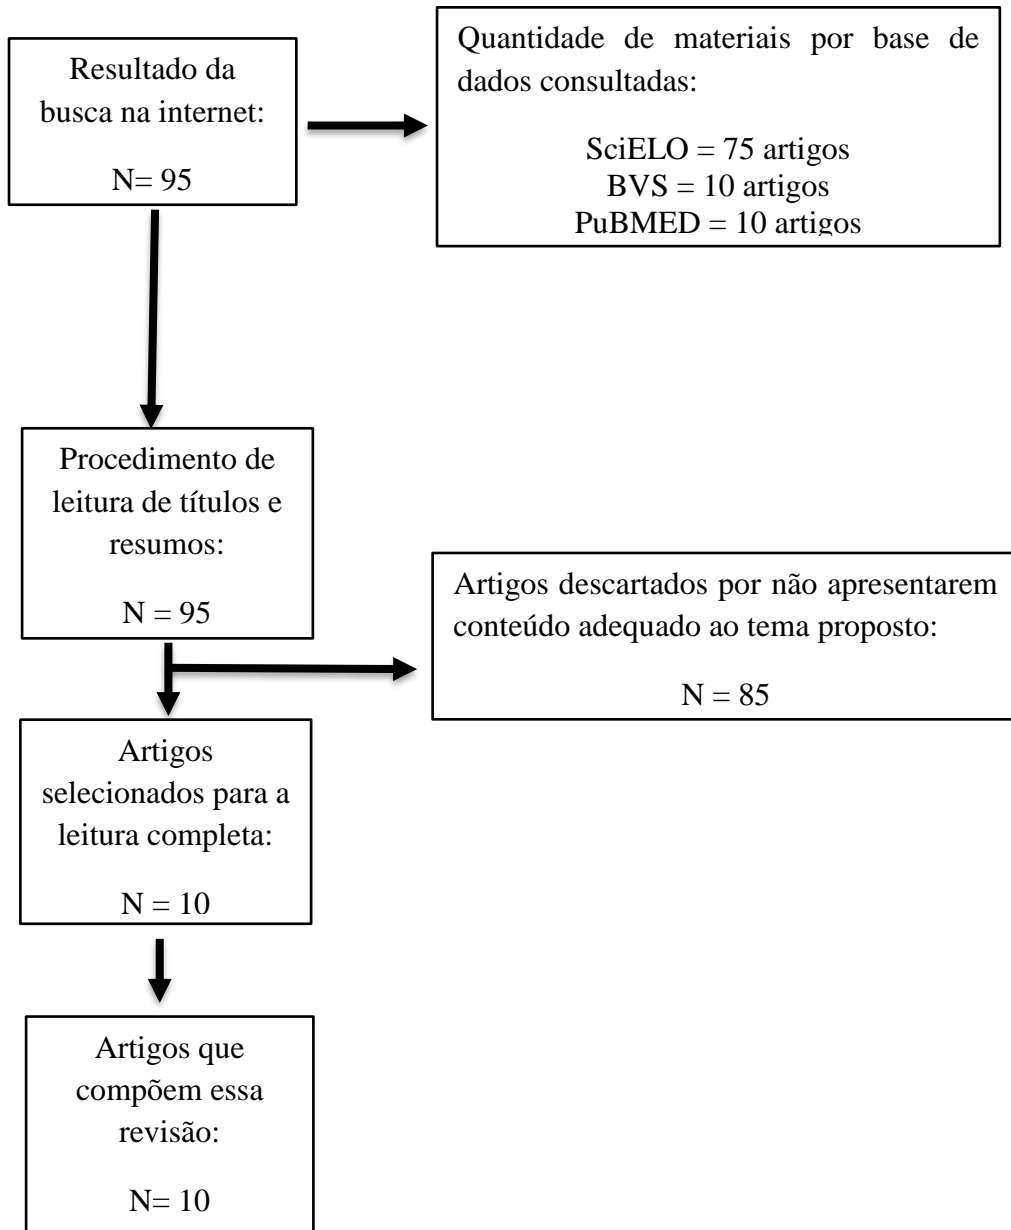 Resultado da
busca na internet:
N= 95
Quantidade de materiais por base de
dados consultadas:
SciELO = 75 artigos
BVS = 10 artigos
PuBMED = 10 artigos
Procedimento de
leitura de títulos e
resumos:
N = 95
Artigos descartados por não apresentarem
conteúdo adequado ao tema proposto:
N = 85
Artigos
selecionados para a
leitura completa:
N = 10
Artigos que
compõem essa
revisão:
N= 10